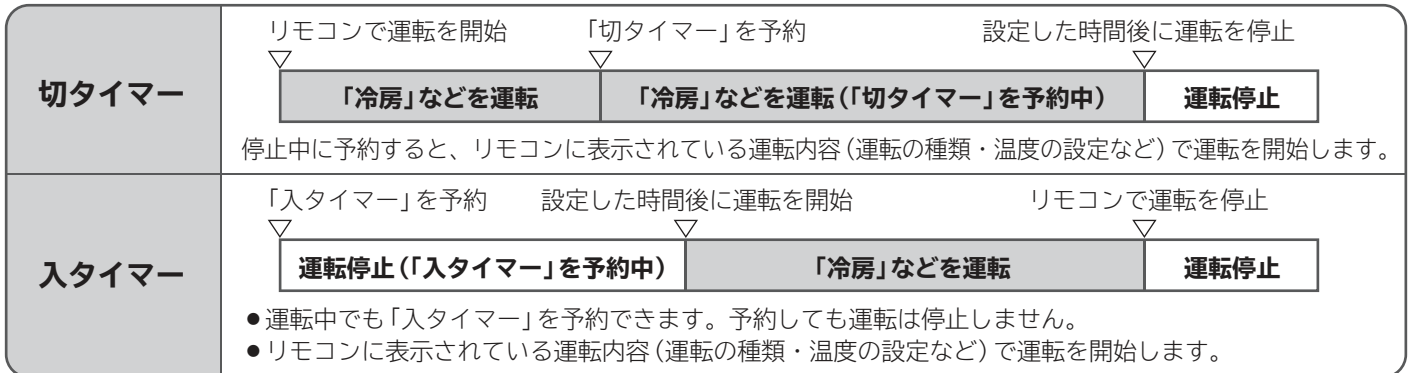 切タイマー
リモコンで運転を開始 「切タイマー」を予約 設定した時間後に運転を停止
▽ ▽ ▽
「冷房」などを運転 「冷房」などを運転(「切タイマー」を予約中) 運転停止
停止中に予約すると、リモコンに表示されている運転内容(運転の種類・温度の設定など)で運転を開始します。
入タイマー
「入タイマー」を予約 設定した時間後に運転を開始 リモコンで運転を停止
▽ ▽ ▽
運転停止(「入タイマー」を予約中) 「冷房」などを運転 運転停止
●運転中でも「入タイマー」を予約できます。予約しても運転は停止しません。
●リモコンに表示されている運転内容(運転の種類・温度の設定など)で運転を開始します。